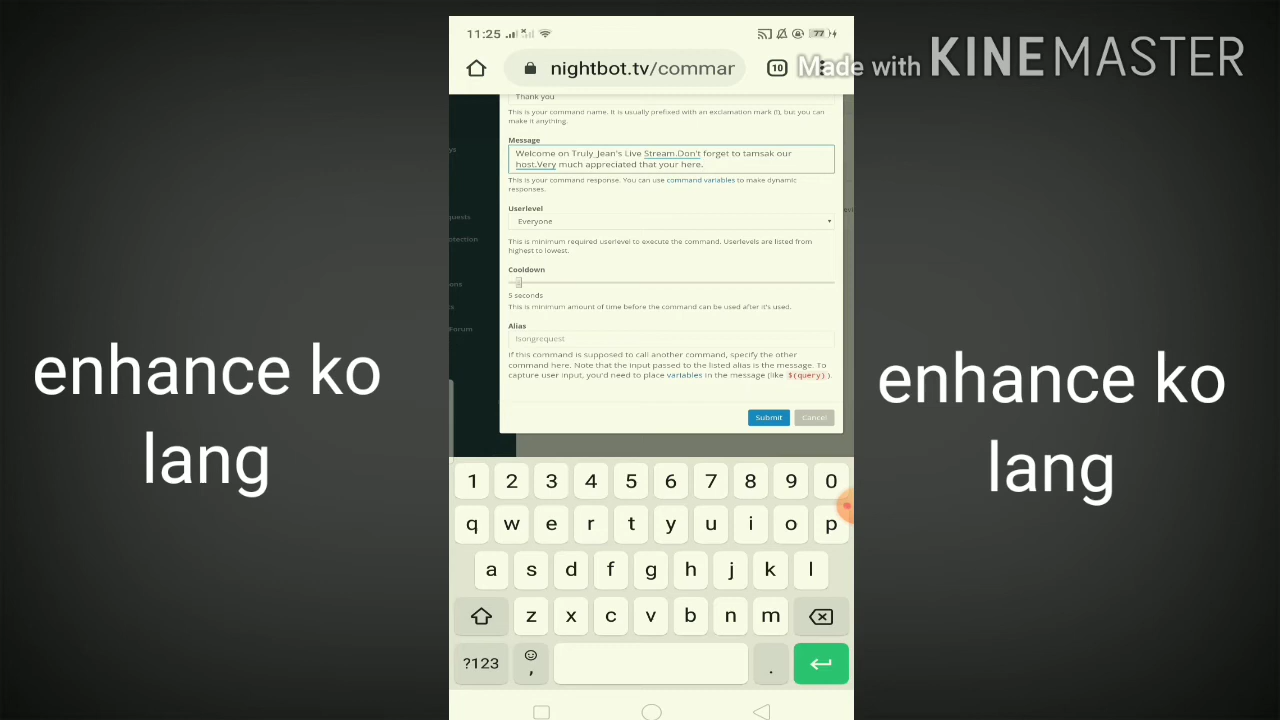 11:25
77
nightbot.tv/commar
10
Made with KINEMASTER
Thank you
This is your command name. It is usually prefixed with an exclamation mark (!), but you can
make it anything.
Message
Welcome on Truly_Jean's Live Stream.Don't forget to tamsak our
host.Very much appreciated that your here.
This is your command response. You can use command variables to make dynamic
responses.
Userlevel
Everyone
This is minimum required userlevel to execute the command. Userlevels are listed from
highest to lowest.
Cooldown
5 seconds
This is minimum amount of time before the command can be used after it's used.
Alias
!songrequest
If this command is supposed to call another command, specify the other
command here. Note that the input passed to the listed alias is the message. To
capture user input, you'd need to place variables in the message (like $(query)).
Submit Cancel
ys
quests
otection
ons
ts
Forum
enhance ko
lang
enhance ko
lang
1 2 3 4 5 6 7 8 9 0
q w e r t y u i o p
a s d f g h j k l
z x c v b n m
?123 , .